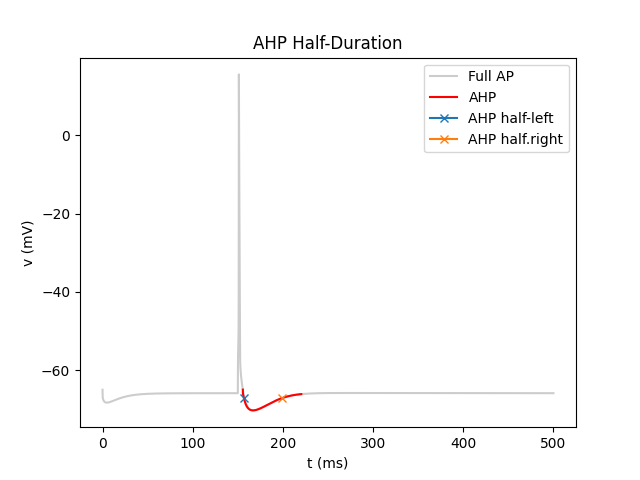 AHP Half-Duration
Full AP
AHP
AHP half-left
AHP half.right
v (mV)
0
−20
−40
−60
0 100 200 300 400 500
t (ms)